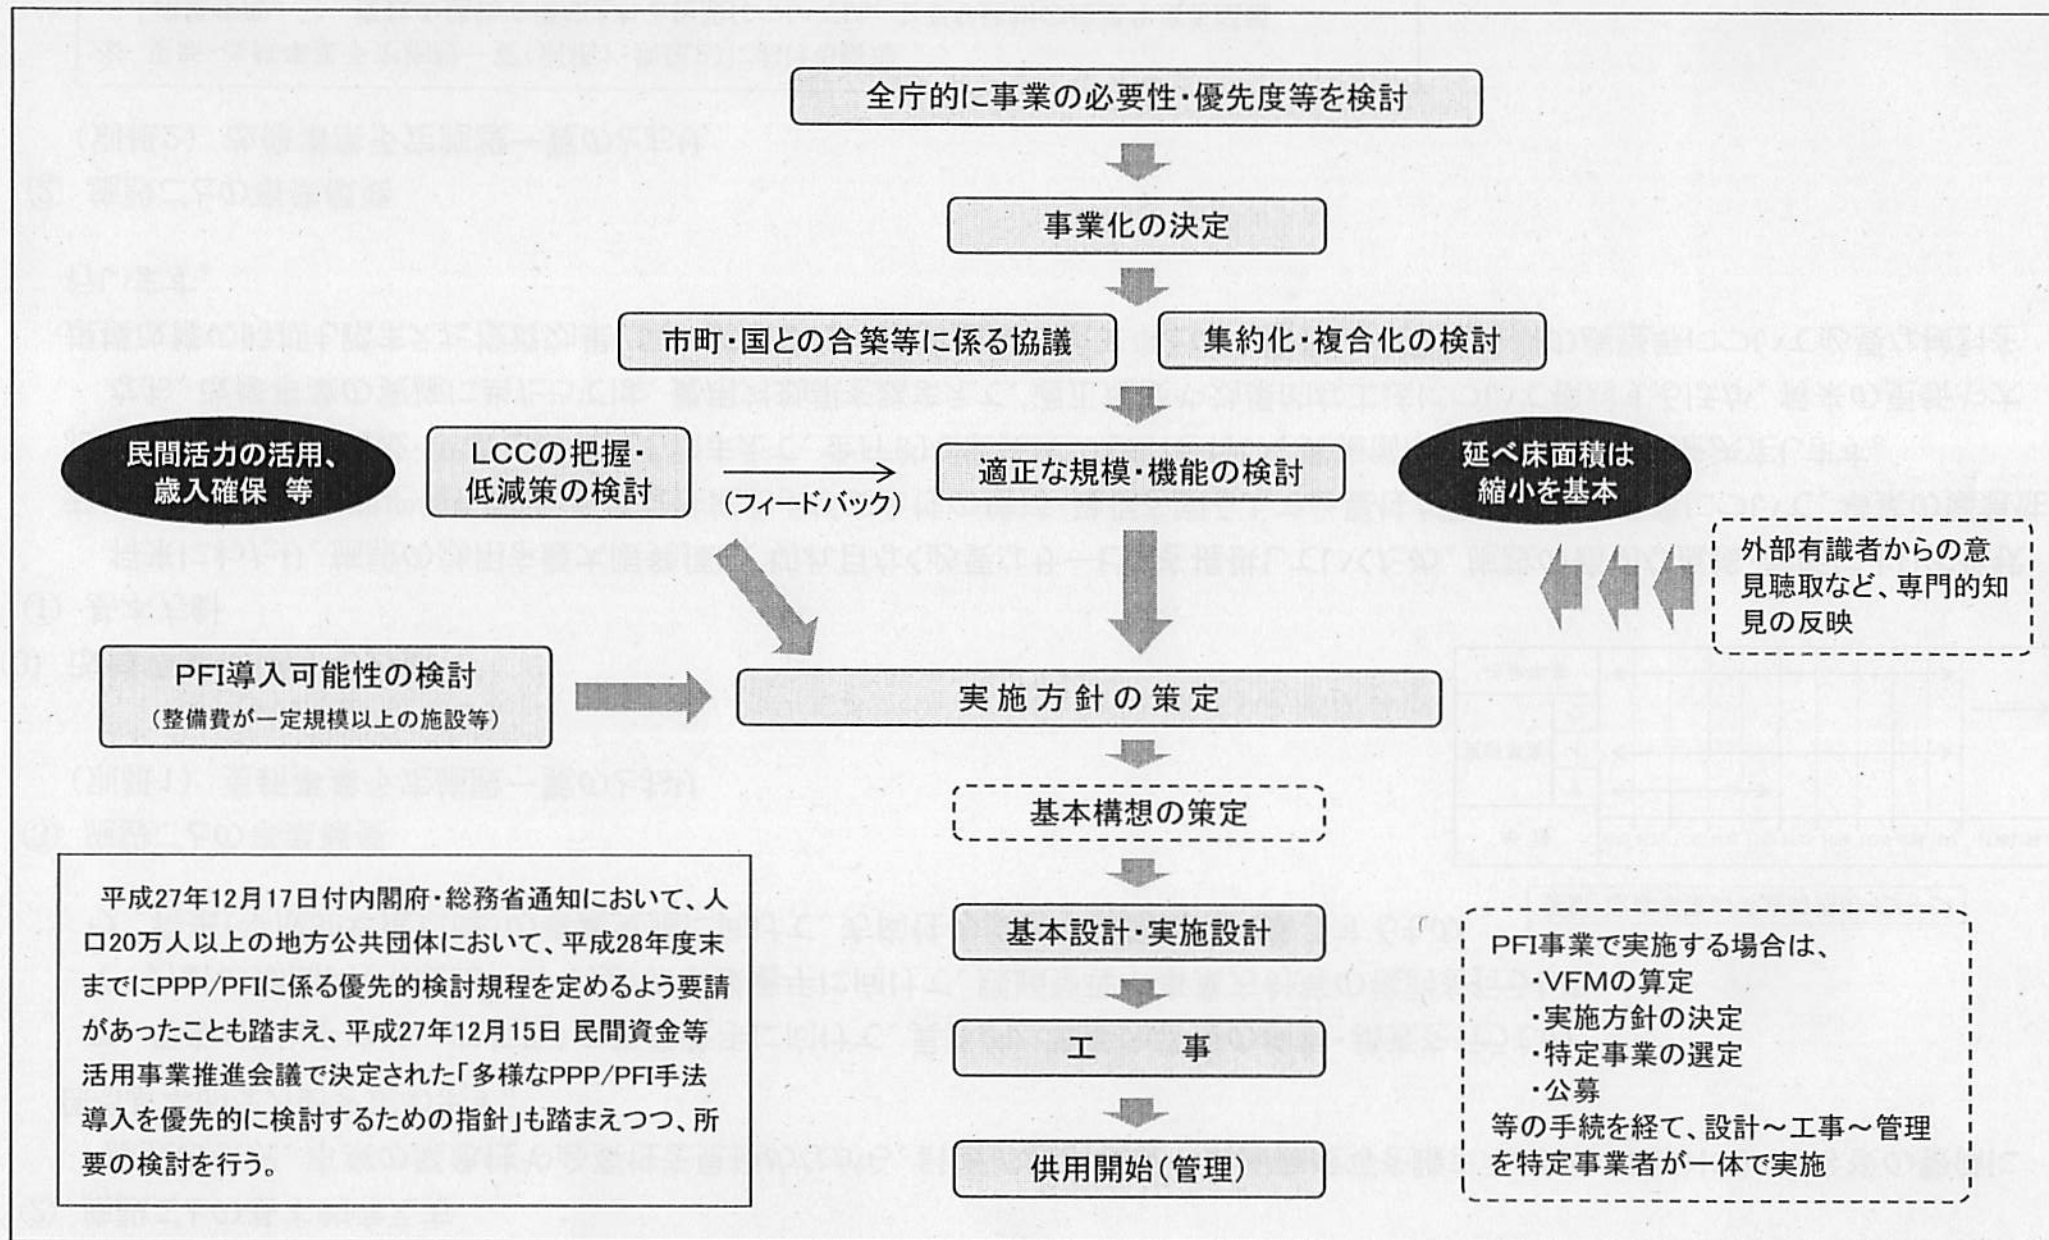 全庁的に事業の必要性・優先度等を検討
事業化の決定
市町・国との合築等に係る協議
集約化・複合化の検討
民間活力の活用、
歳入確保 等
LCCの把握・
低減策の検討
(フィードバック)
適正な規模・機能の検討
延べ床面積は
縮小を基本
外部有識者からの意
見聴取など、専門的知
見の反映
PFI導入可能性の検討
(整備費が一定規模以上の施設等)
実施方針の策定
基本構想の策定
平成27年12月17日付内閣府・総務省通知において、人
口20万人以上の地方公共団体において、平成28年度末
までにPPP/PFIに係る優先的検討規程を定めるよう要請
があったことも踏まえ、平成27年12月15日 民間資金等
活用事業推進会議で決定された「多様なPPP/PFI手法
導入を優先的に検討するための指針」も踏まえつつ、所
要の検討を行う。
基本設計・実施設計
工 事
供用開始(管理)
PFI事業で実施する場合は、
・VFMの算定
・実施方針の決定
・特定事業の選定
・公募
等の手続を経て、設計～工事～管理
を特定事業者が一体で実施